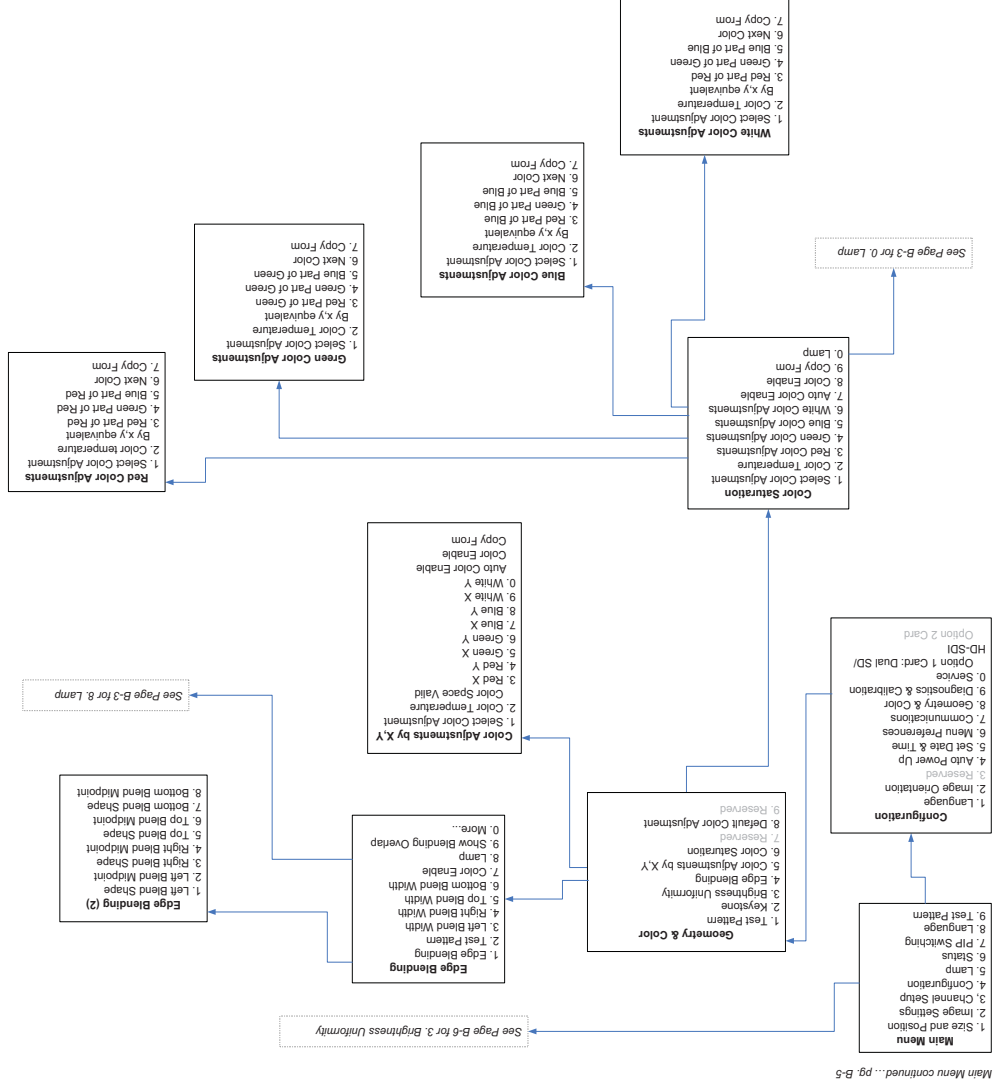 Main Menu continued… pg. B-5
Main Menu
1. Size and Position
2. Image Settings
3, Channel Setup
4. Configuration
5. Lamp
6. Status
7. PIP Switching
8. Language
9. Test Pattern
See Page B-6 for 3. Brightness Uniformity
Configuration
1. Language
2. Image Orientation
3. Reserved
4. Auto Power Up
5. Set Date & Time
6. Menu Preferences
7. Communications
8. Geometry & Color
9. Diagnostics & Calibration
0. Service
Option 1 Card: Dual SD/
HD-SDI
Option 2 Card
Geometry & Color
1. Test Pattern
2. Keystone
3. Brightness Uniformity
4. Edge Blending
5. Color Adjustments by X,Y
6. Color Saturation
7. Reserved
8. Default Color Adjustment
9. Reserved
Edge Blending
1. Edge Blending
2. Test Pattern
3. Left Blend Width
4. Right Blend Width
5. Top Blend Width
6. Bottom Blend Width
7. Color Enable
8. Lamp
9. Show Blending Overlap
0. More...
Edge Blending (2)
1. Left Blend Shape
2. Left Blend Midpoint
3. Right Blend Shape
4. Right Blend Midpoint
5. Top Blend Shape
6. Top Blend Midpoint
7. Bottom Blend Shape
8. Bottom Blend Midpoint
See Page B-3 for 8. Lamp
Color Adjustments by X,Y
1. Select Color Adjustment
2. Color Temperature
Color Space Valid
3. Red X
4. Red Y
5. Green X
6. Green Y
7. Blue X
8. Blue Y
9. White X
0. White Y
Auto Color Enable
Color Enable
Copy From
Color Saturation
1. Select Color Adjustment
2. Color Temperature
3. Red Color Adjustments
4. Green Color Adjustments
5. Blue Color Adjustments
6. White Color Adjustments
7. Auto Color Enable
8. Color Enable
9. Copy From
0. Lamp
Red Color Adjustments
1. Select Color Adjustment
2. Color temperature
By x,y equivalent
3. Red Part of Red
4. Green Part of Red
5. Blue Part of Red
6. Next Color
7. Copy From
Green Color Adjustments
1. Select Color Adjustment
2. Color Temperature
By x,y equivalent
3. Red Part of Green
4. Green Part of Green
5. Blue Part of Green
6. Next Color
7. Copy From
See Page B-3 for 0. Lamp
Blue Color Adjustments
1. Select Color Adjustment
2. Color Temperature
By x,y equivalent
3. Red Part of Blue
4. Green Part of Blue
5. Blue Part of Blue
6. Next Color
7. Copy From
White Color Adjustments
1. Select Color Adjustment
2. Color Temperature
By x,y equivalent
3. Red Part of Red
4. Green Part of Green
5. Blue Part of Blue
6. Next Color
7. Copy From